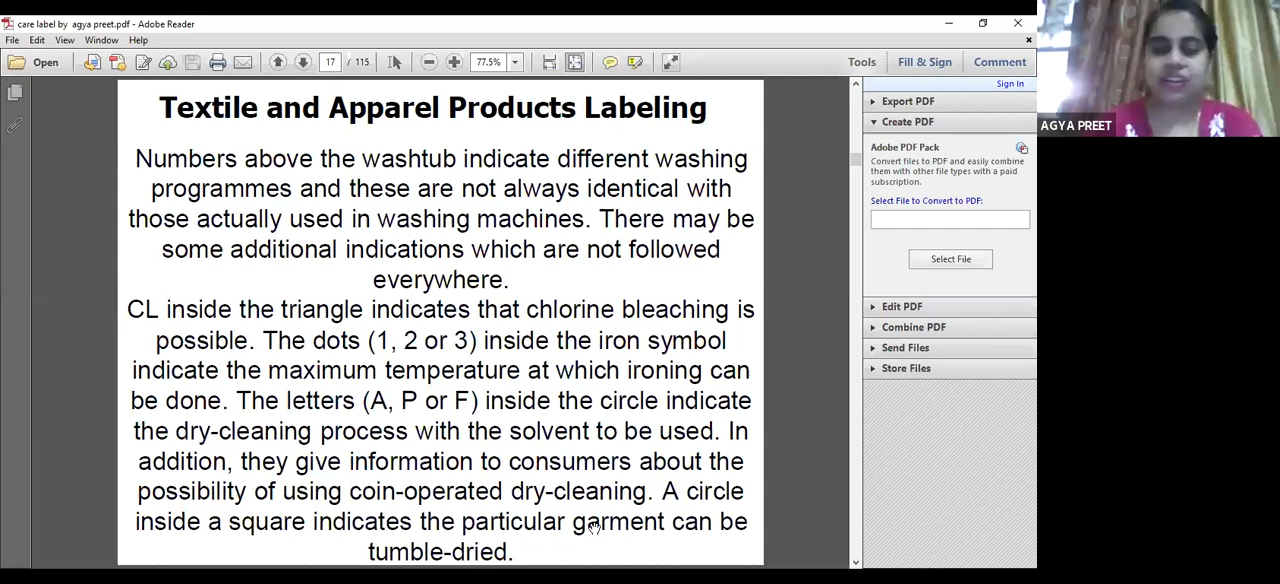 care label by agya preet.pdf - Adobe Reader
File Edit View Window Help
Open 17 / 115 77.5% Tools Fill & Sign Comment
Sign In
Export PDF
Create PDF
Adobe PDF Pack
Convert files to PDF and easily combine
them with other file types with a paid
subscription.
Select File to Convert to PDF:
Select File
Edit PDF
Combine PDF
Send Files
Store Files
Textile and Apparel Products Labeling
Numbers above the washtub indicate different washing
programmes and these are not always identical with
those actually used in washing machines. There may be
some additional indications which are not followed
everywhere.
CL inside the triangle indicates that chlorine bleaching is
possible. The dots (1, 2 or 3) inside the iron symbol
indicate the maximum temperature at which ironing can
be done. The letters (A, P or F) inside the circle indicate
the dry-cleaning process with the solvent to be used. In
addition, they give information to consumers about the
possibility of using coin-operated dry-cleaning. A circle
inside a square indicates the particular garment can be
tumble-dried.
AGYA PREET